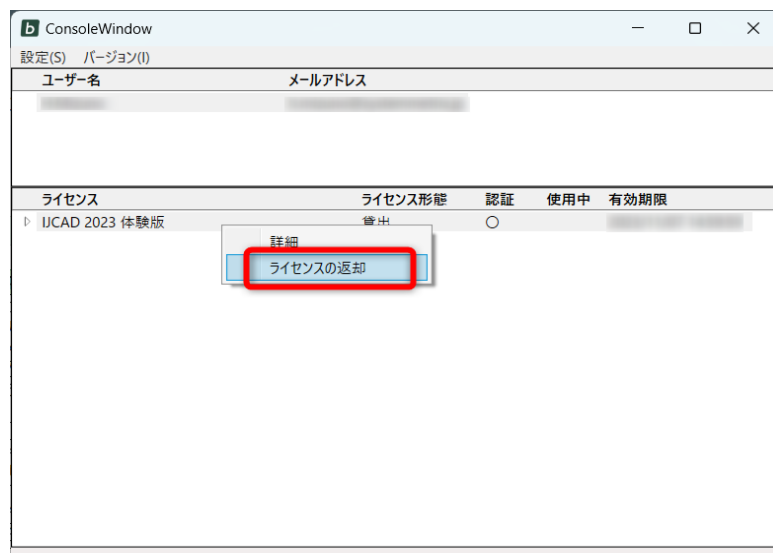 b ConsoleWindow
設定(S) バージョン(I)
ユーザー名 メールアドレス
ライセンス ライセンス形態 認証 使用中 有効期限
IJCAD 2023 体験版 貸出 〇
詳細
ライセンスの返却